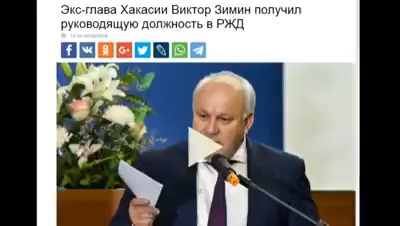 Экс-глава Хакасии Виктор Зимин получил
руководящую должность в РЖД